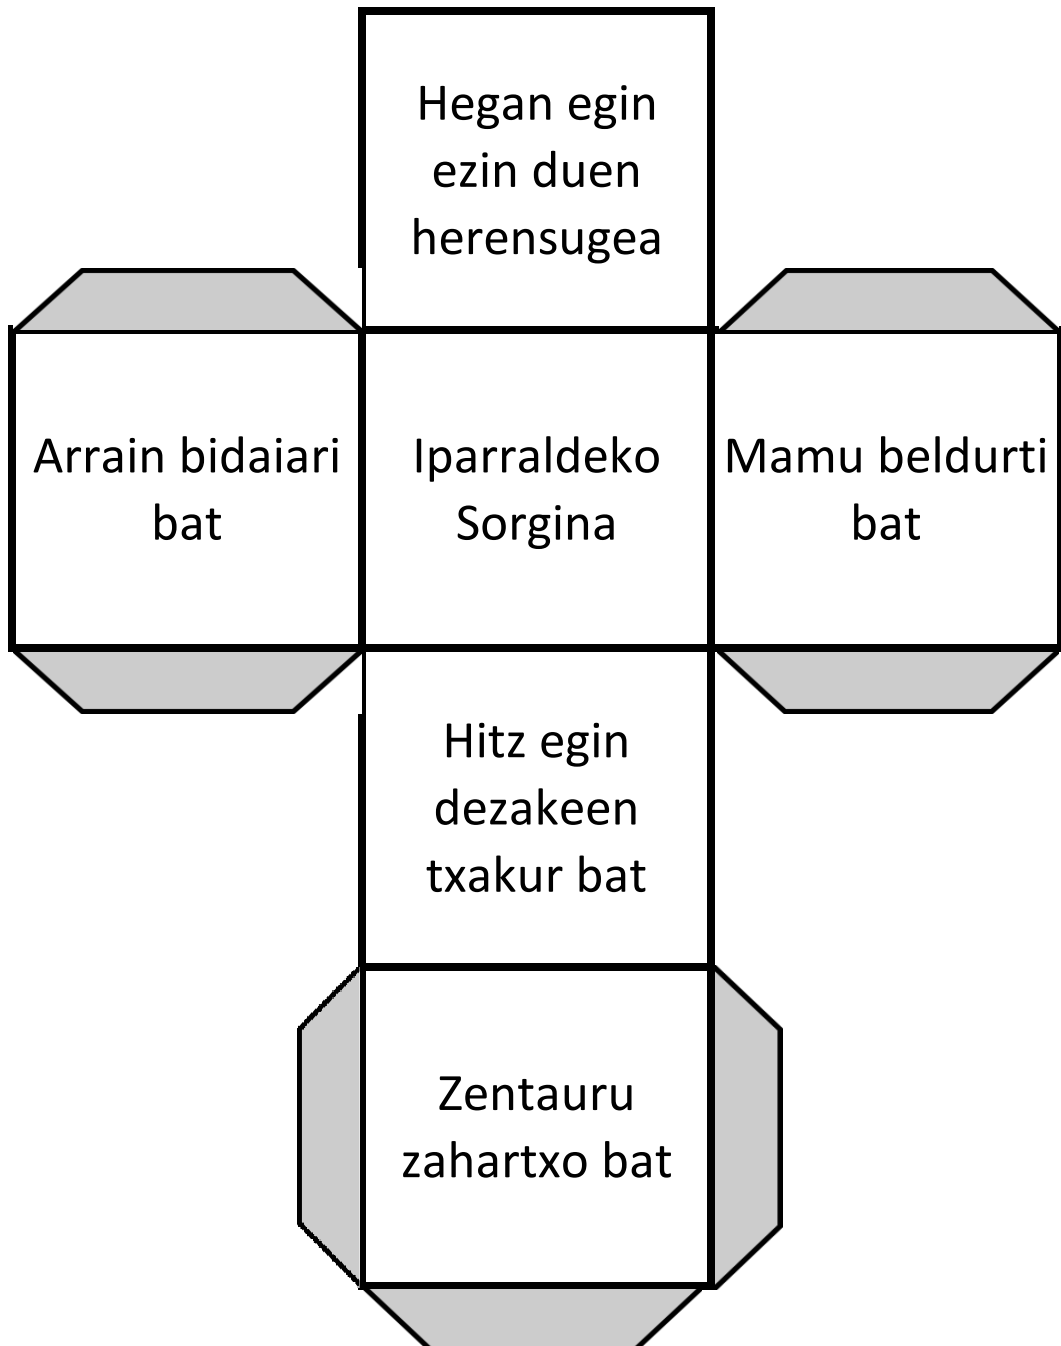 Hegan egin
ezin duen
herensugea
Arrain bidaiari
bat
Iparraldeko
Sorgina
Mamu beldurti
bat
Hitz egin
dezakeen
txakur bat
Zentauru
zahartxo bat